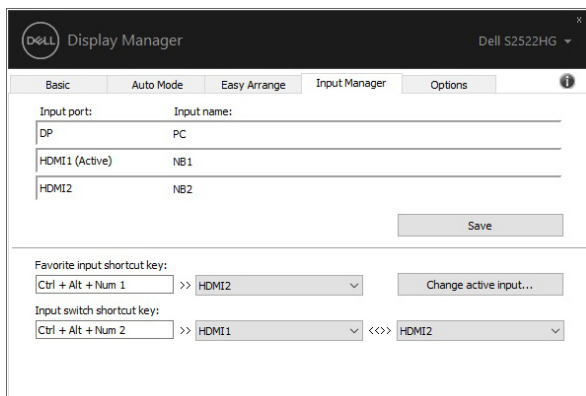 DELL Display Manager Dell S2522HG
x
Basic Auto Mode Easy Arrange Input Manager Options i
Input port: Input name:
DP PC
HDMI1 (Active) NB1
HDMI2 NB2
Save
Favorite input shortcut key:
Ctrl + Alt + Num 1 >> HDMI2 Change active input...
Input switch shortcut key:
Ctrl + Alt + Num 2 >> HDMI1 <<>> HDMI2